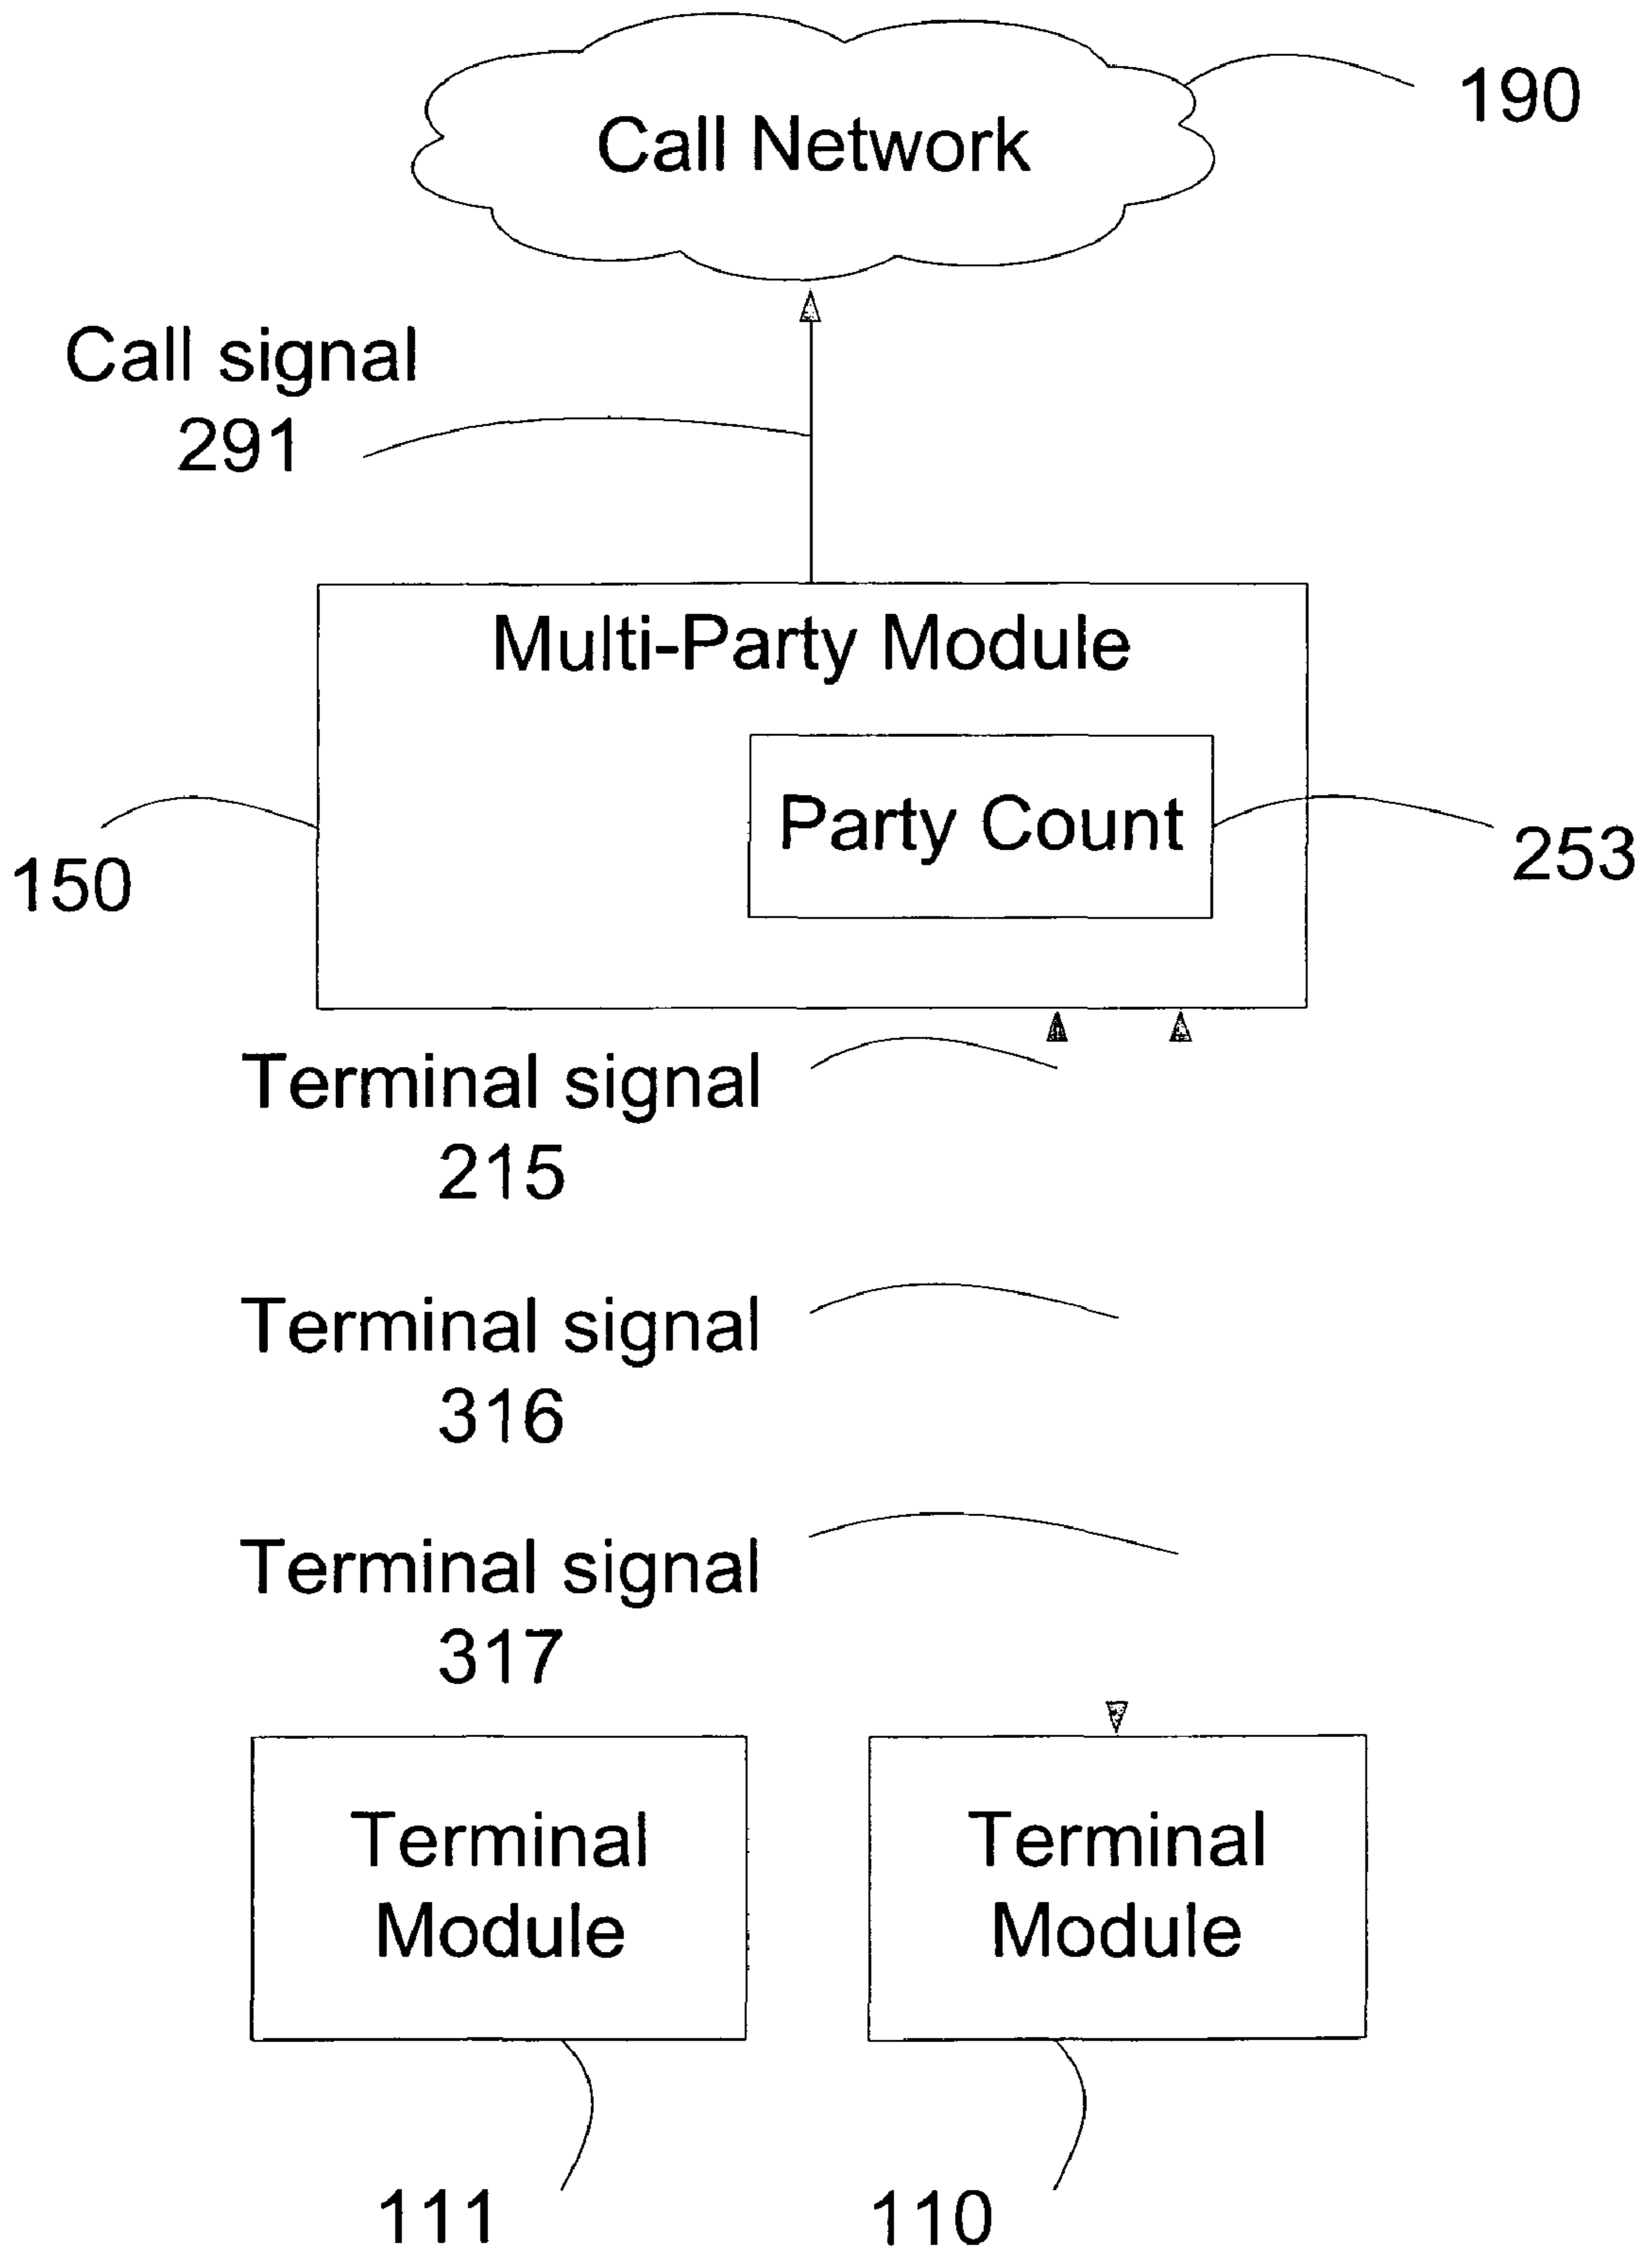 Call Network
190
Call signal
291
Multi-Party Module
Party Count
150
253
Terminal signal
215
Terminal signal
316
Terminal signal
317
Terminal
Module
Terminal
Module
111
110